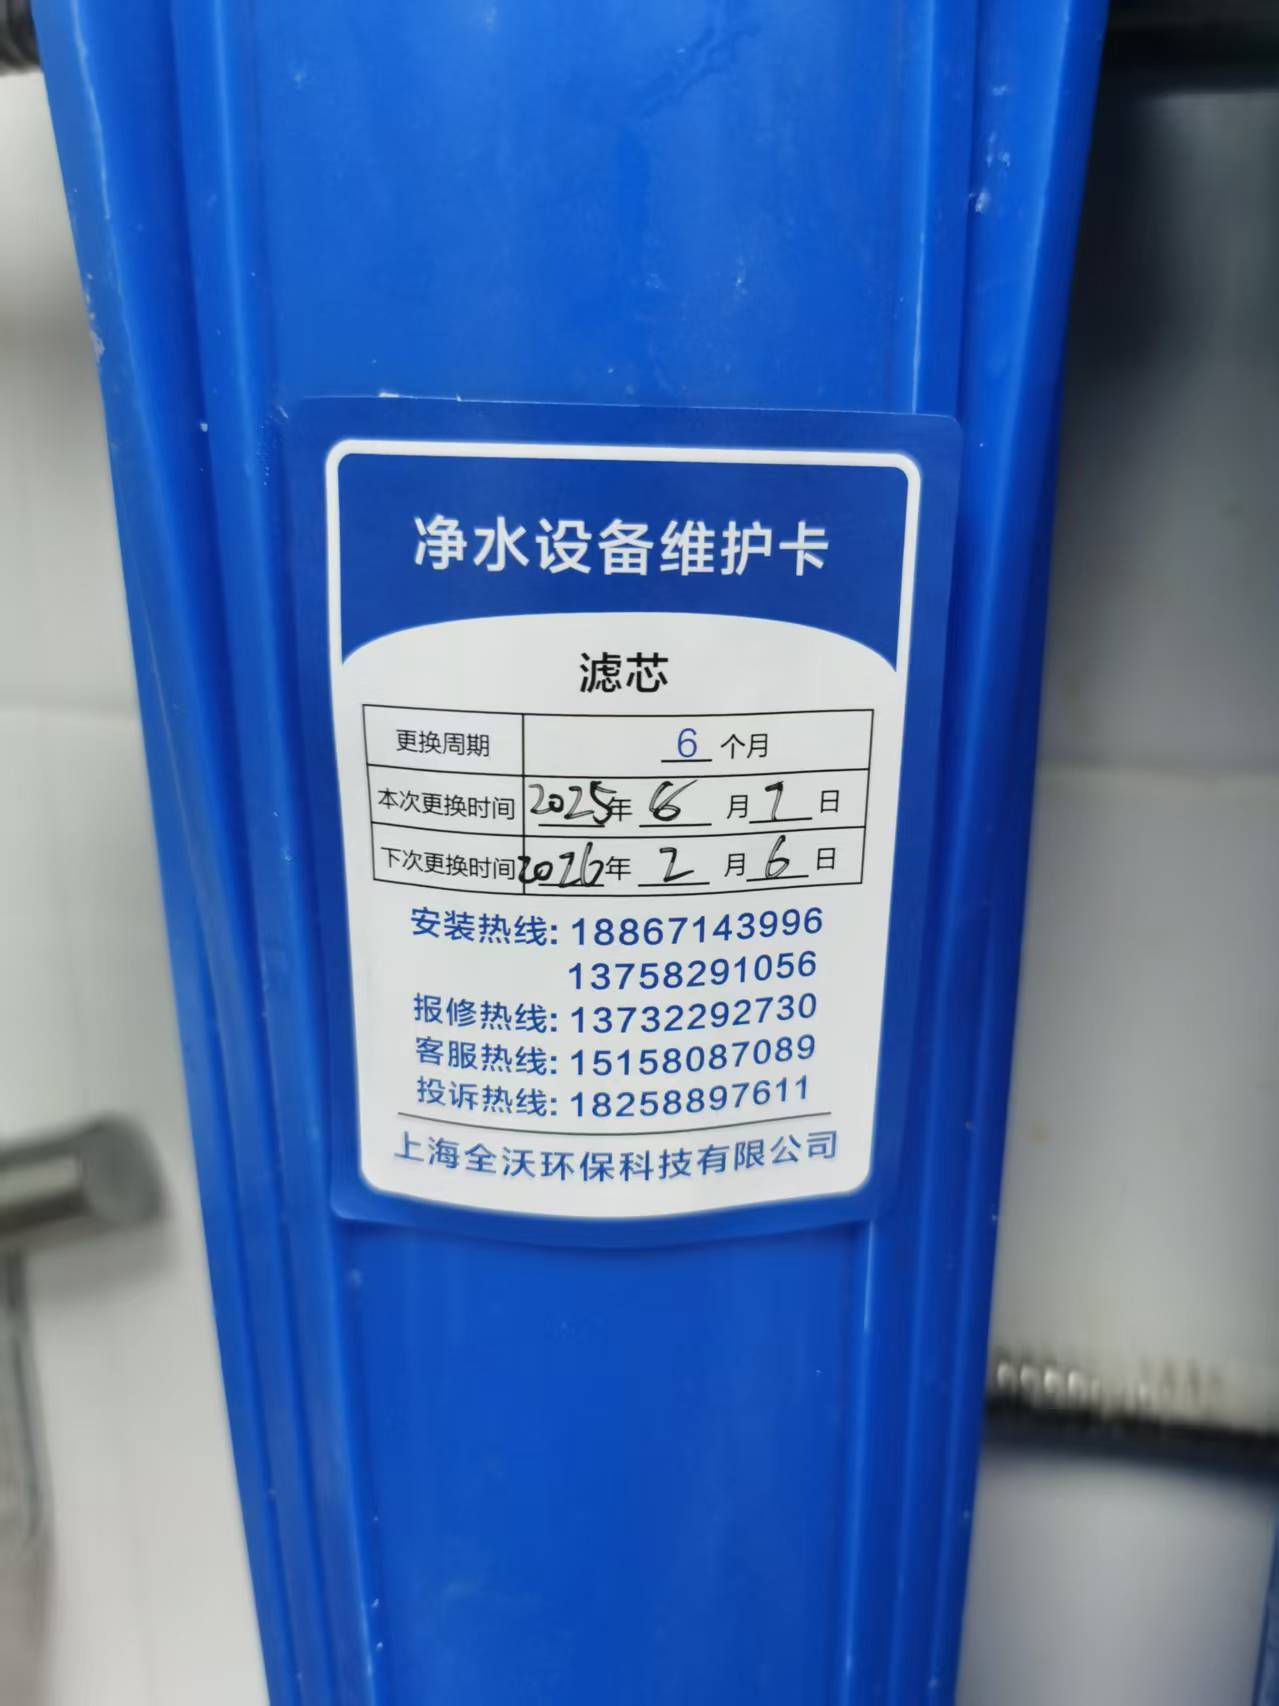 净水设备维护卡
滤芯
更换周期 6 个月
本次更换时间 2025年 6 月 7 日
下次更换时间 2026年 2 月 6 日
安装热线: 18867143996
13758291056
报修热线: 13732292730
客服热线: 15158087089
投诉热线: 18258897611
上海全沃环保科技有限公司